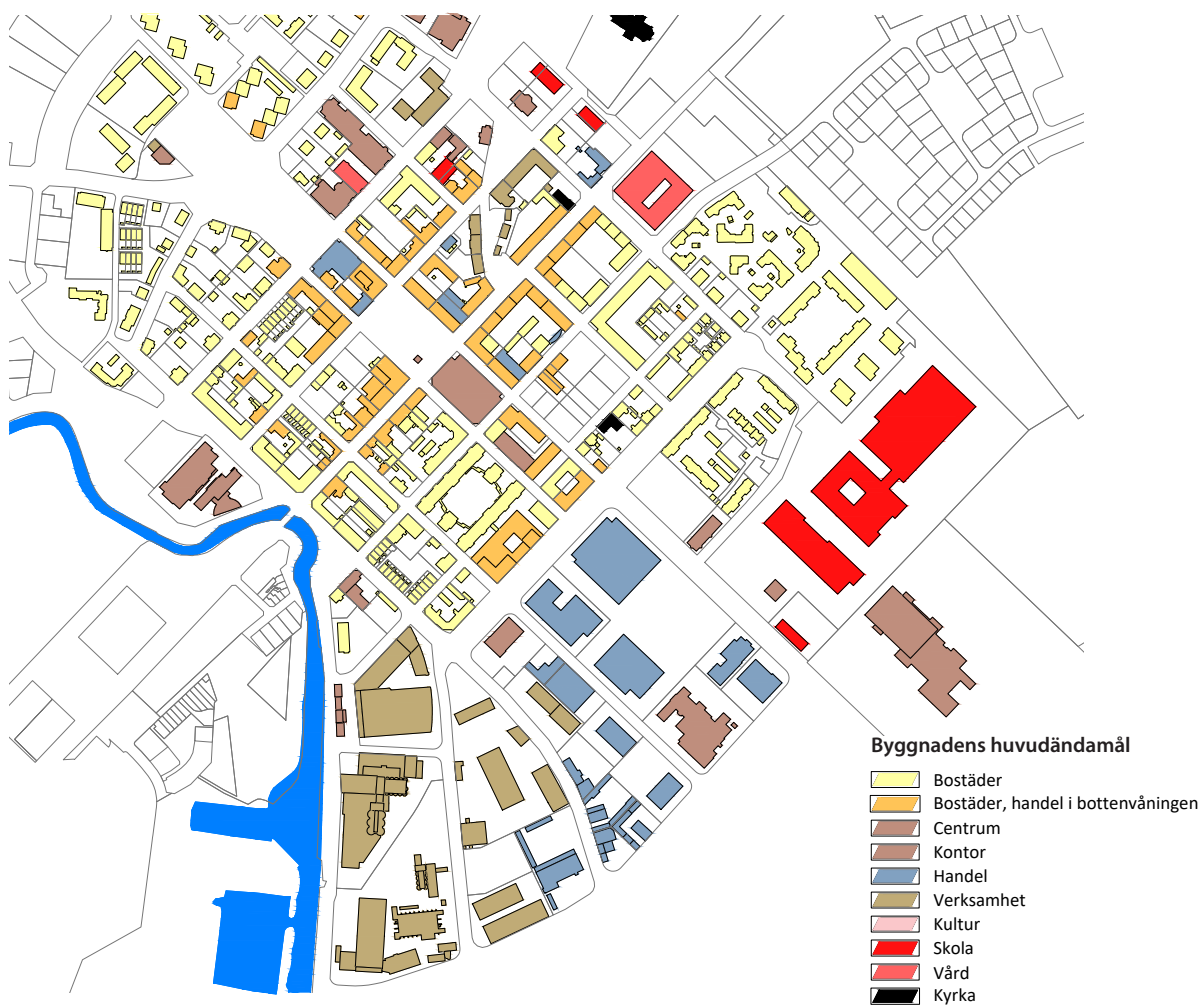 Byggnadens huvudändamål
Bostäder
Bostäder, handel i bottenvåningen
Centrum
Kontor
Handel
Verksamhet
Kultur
Skola
Vård
Kyrka